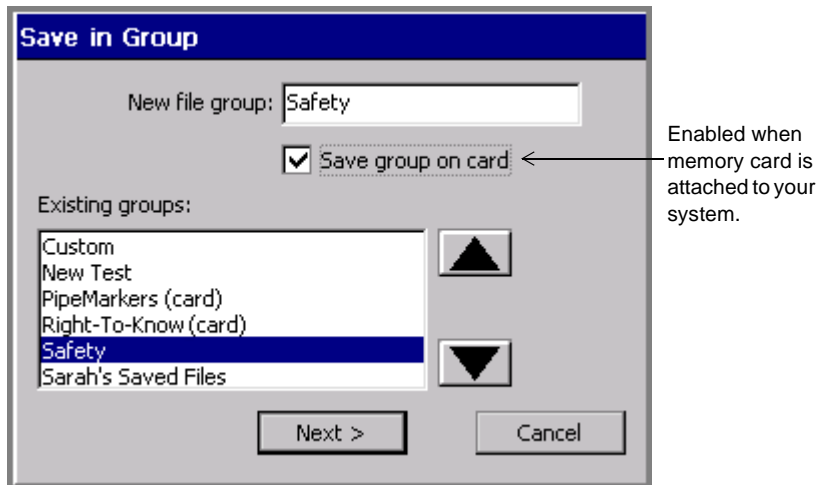 Save in Group
New file group: Safety
Save group on card
Enabled when
memory card is
attached to your
system.
Existing groups:
Custom
New Test
PipeMarkers (card)
Right-To-Know (card)
Safety
Sarah's Saved Files
Next >
Cancel